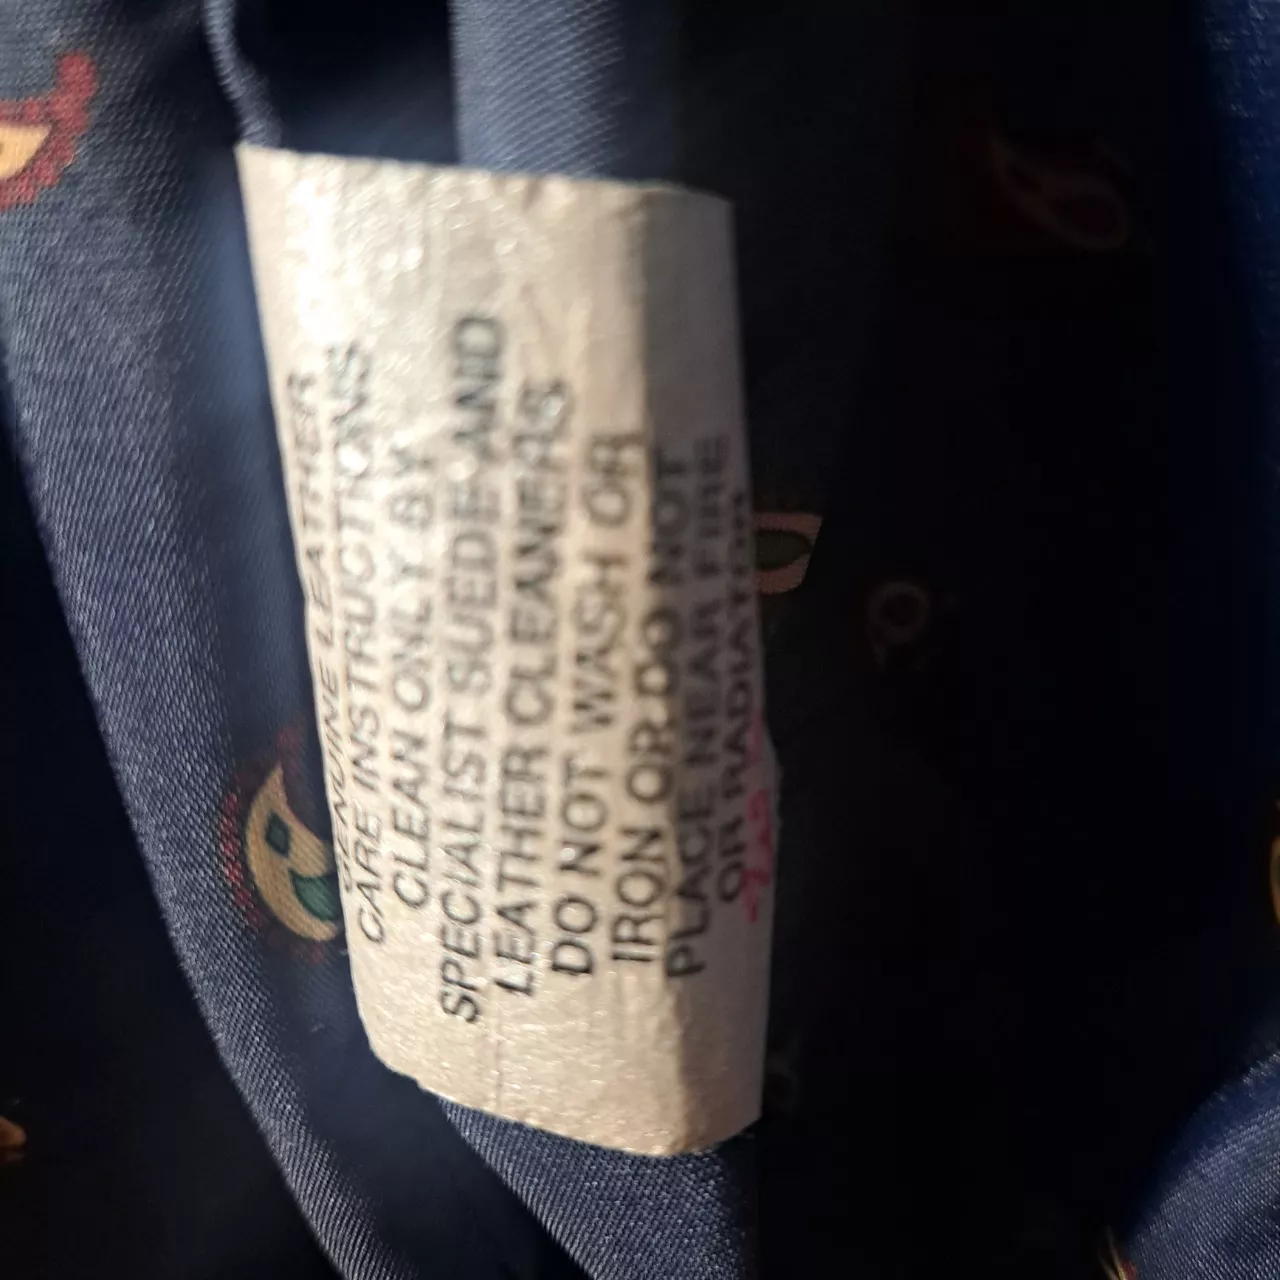 GENUINE LEATHER
CARE INSTRUCTIONS
CLEAN ONLY BY
SPECIALIST SUEDE AND
LEATHER CLEANERS
DO NOT WASH OR
IRON OR DO NOT
PLACE NEAR FIRE
OR RADIATOR